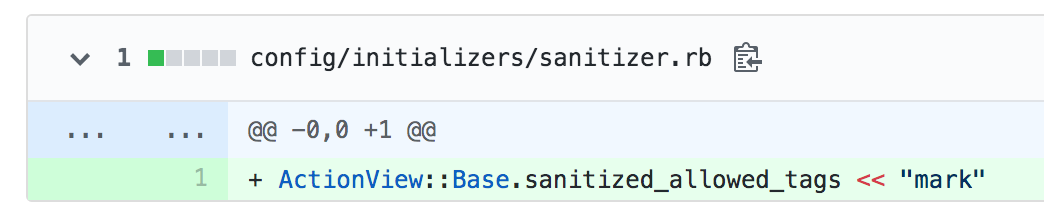 1 config/initializers/sanitizer.rb
... ... @@ -0,0 +1 @@
1 + ActionView::Base.sanitized_allowed_tags << "mark"